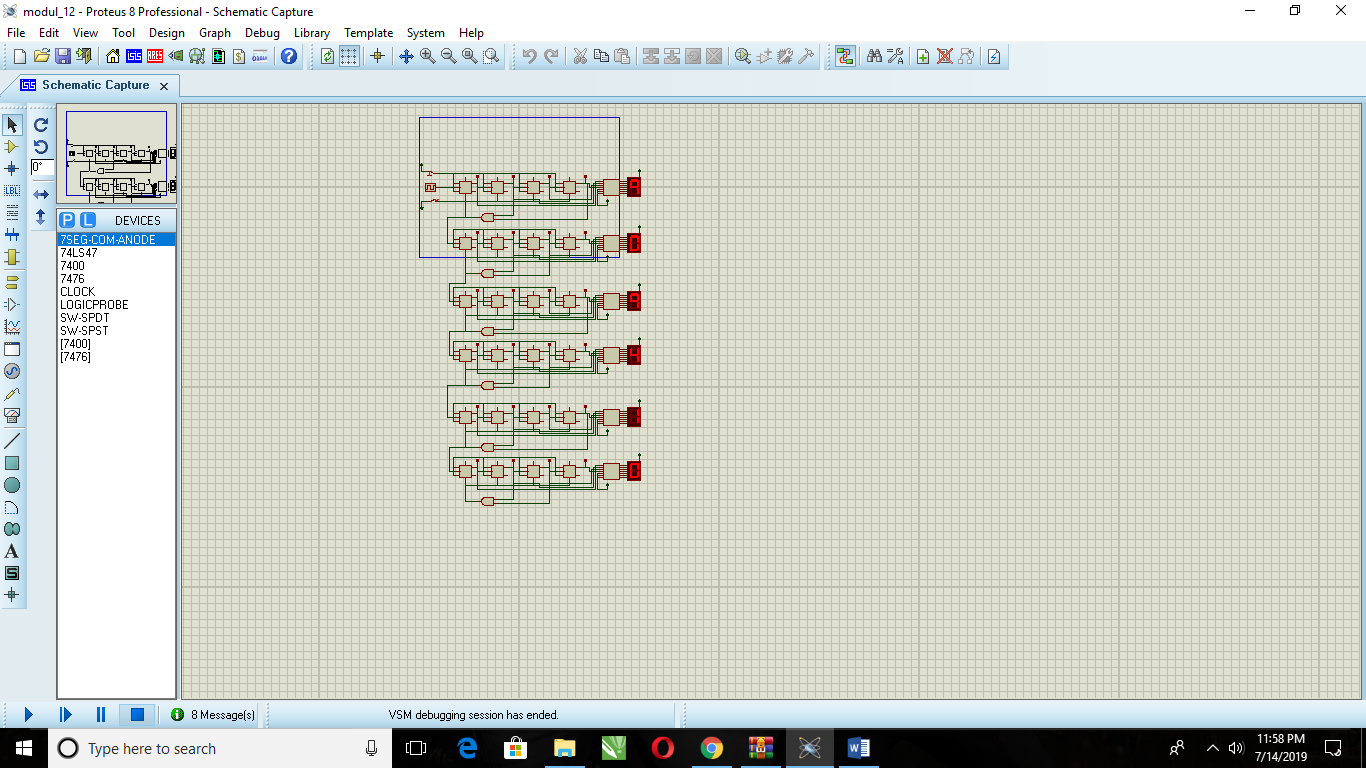 modul_12 - Proteus 8 Professional - Schematic Capture
File Edit View Tool Design Graph Debug Library Template System Help
Schematic Capture
0°
LBL
P L DEVICES
7SEG-COM-ANODE
74LS47
7400
7476
CLOCK
LOGICPROBE
SW-SPDT
SW-SPST
[7400]
[7476]
A
S
8 Message(s)
VSM debugging session has ended.
Type here to search
11:58 PM
7/14/2019